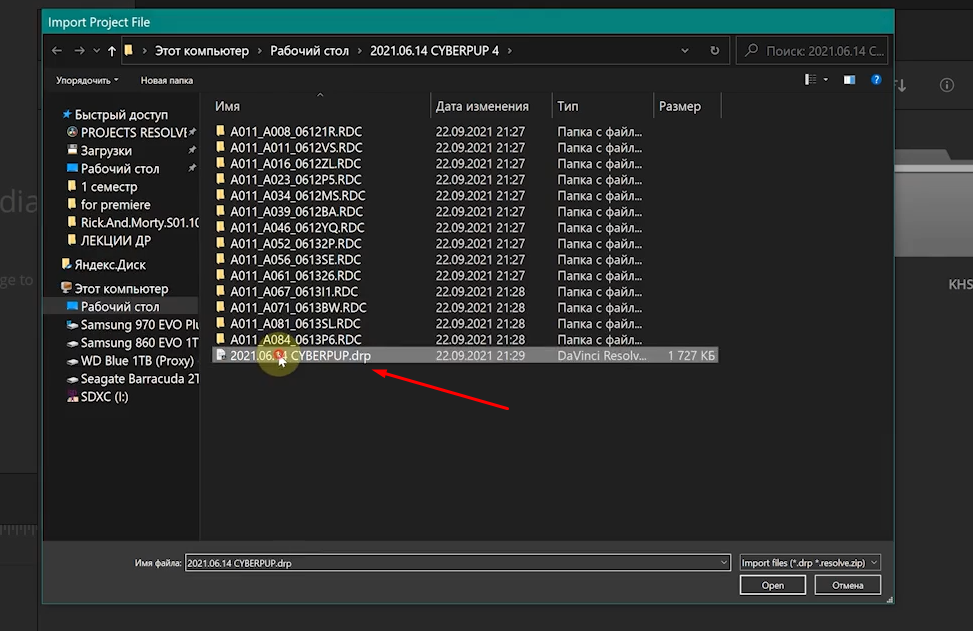 Import Project File
Этот компьютер > Рабочий стол > 2021.06.14 CYBERPUP 4 >
Поиск: 2021.06.14 C...
Упорядочить
Новая папка
Имя
Дата изменения
Тип
Размер
Быстрый доступ
PROJECTS RESOLVE
Загрузки
Рабочий стол
1 семестр
for premiere
Rick.And.Morty.S01.10
ЛЕКЦИИ ДР
Яндекс.Диск
Этот компьютер
Рабочий стол
Samsung 970 EVO Plu
Samsung 860 EVO 1T
WD Blue 1TB (Proxy)
Seagate Barracuda 2T
SDXC (I:)
A011_A008_06121R.RDC 22.09.2021 21:27 Папка с файл...
A011_A011_0612VS.RDC 22.09.2021 21:27 Папка с файл...
A011_A016_0612ZL.RDC 22.09.2021 21:27 Папка с файл...
A011_A023_0612P5.RDC 22.09.2021 21:27 Папка с файл...
A011_A034_0612MS.RDC 22.09.2021 21:27 Папка с файл...
A011_A039_0612BA.RDC 22.09.2021 21:27 Папка с файл...
A011_A046_0612YQ.RDC 22.09.2021 21:27 Папка с файл...
A011_A052_06132P.RDC 22.09.2021 21:27 Папка с файл...
A011_A056_0613SE.RDC 22.09.2021 21:27 Папка с файл...
A011_A061_061326.RDC 22.09.2021 21:27 Папка с файл...
A011_A067_0613I1.RDC 22.09.2021 21:28 Папка с файл...
A011_A071_0613BW.RDC 22.09.2021 21:28 Папка с файл...
A011_A081_0613SL.RDC 22.09.2021 21:28 Папка с файл...
A011_A084_0613P6.RDC 22.09.2021 21:28 Папка с файл...
2021.06.14 CYBERPUP.drp 22.09.2021 21:29 DaVinci Resolv... 1 727 КБ
dia
ge to
KHS
Имя файла: 2021.06.14 CYBERPUP.drp
Import files (*.drp *.resolve.zip)
Open
Отмена